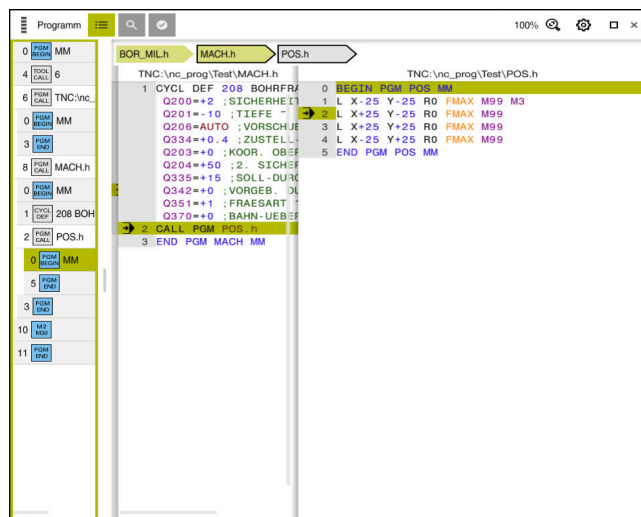 Programm
100%
0 PGM BEGIN MM
4 TOOL CALL 6
6 PGM CALL TNC:\nc_
0 PGM BEGIN MM
3 PGM END
8 PGM CALL MACH.h
0 PGM BEGIN MM
1 CYCL DEF 208 BOH
2 PGM CALL POS.h
0 PGM BEGIN MM
5 PGM END
3 PGM END
10 M2 M30
11 PGM END
BOR_MIL.h MACH.h POS.h
TNC:\nc_prog\Test\MACH.h
1 CYCL DEF 208 BOHRFRA
Q200=+2 ;SICHERHEIT
Q201=-10 ;TIEFE ~
Q206=AUTO ;VORSCHUB
Q334=+0.4 ;ZUSTELL-
Q203=+0 ;KOOR. OBER
Q204=+50 ;2. SICHER
Q335=+15 ;SOLL-DURC
Q342=+0 ;VORGEB. DU
Q351=+1 ;FRAESART ~
Q370=+0 ;BAHN-UEBER
2 CALL PGM POS.h
3 END PGM MACH MM
TNC:\nc_prog\Test\POS.h
0 BEGIN PGM POS MM
1 L X-25 Y-25 R0 FMAX M99 M3
2 L X+25 Y-25 R0 FMAX M99
3 L X+25 Y+25 R0 FMAX M99
4 L X-25 Y+25 R0 FMAX M99
5 END PGM POS MM